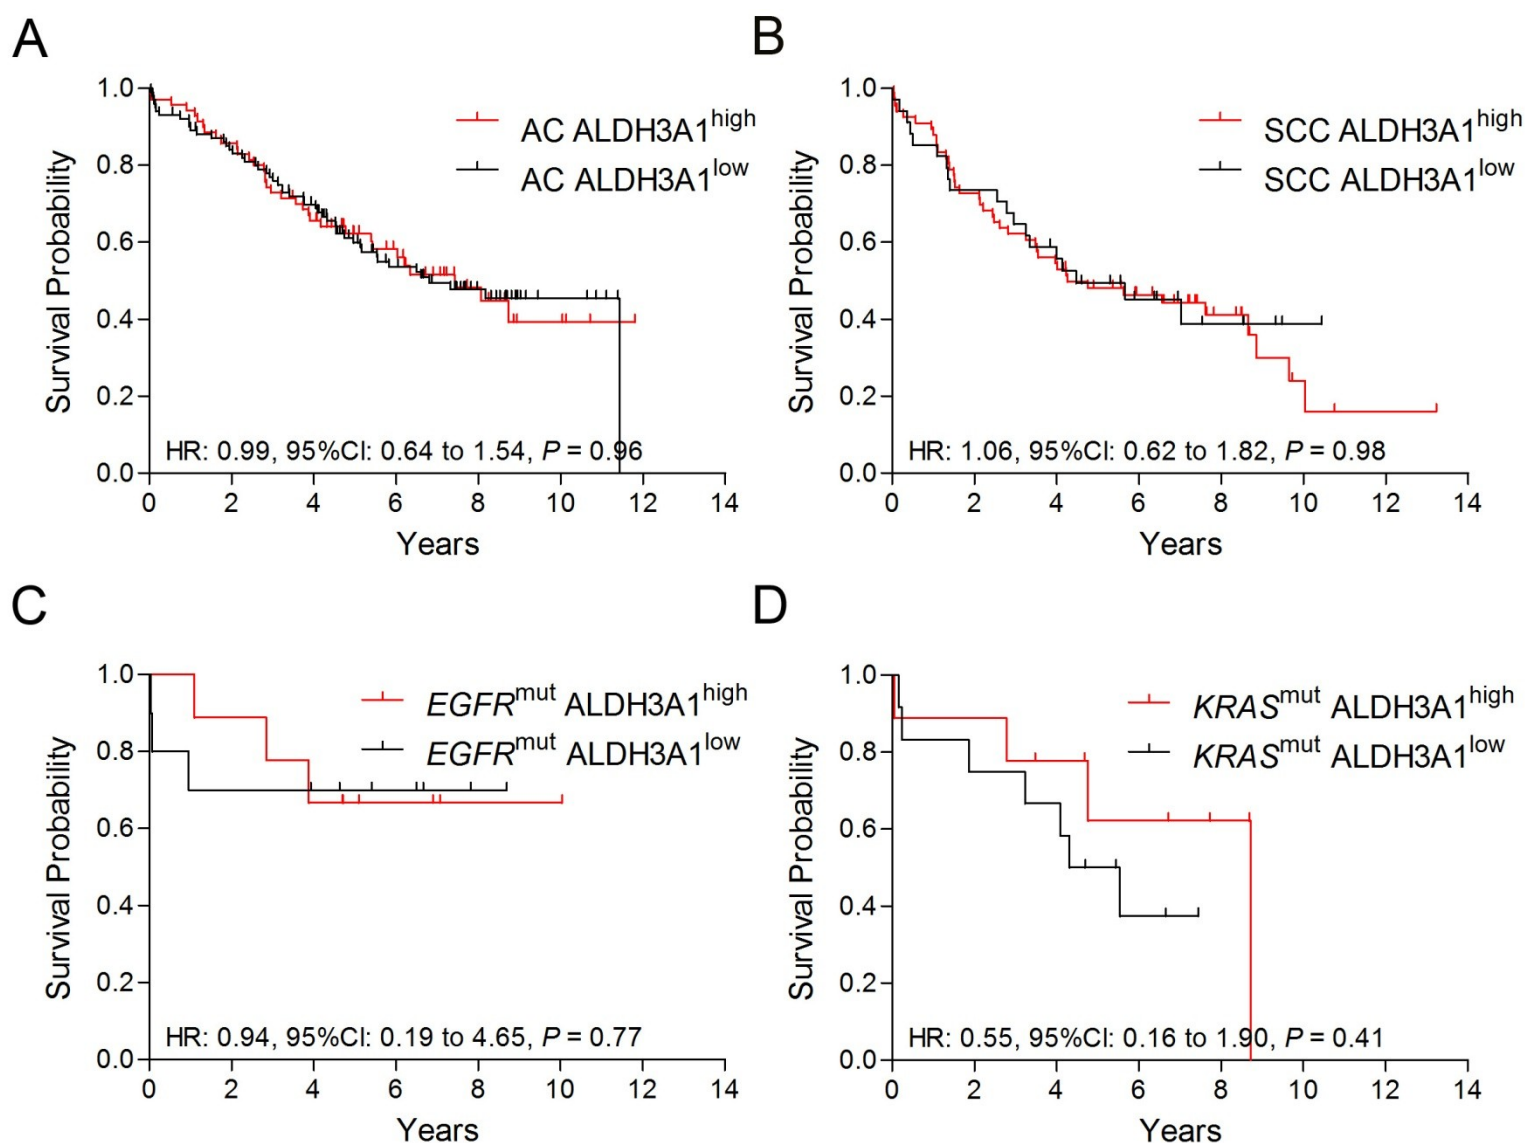 A
1.0
0.8
0.6
0.4
0.2
0.0
Survival Probability
AC ALDH3A1high
AC ALDH3A1low
HR: 0.99, 95%CI: 0.64 to 1.54, P = 0.96
0 2 4 6 8 10 12 14
Years
B
1.0
0.8
0.6
0.4
0.2
0.0
Survival Probability
SCC ALDH3A1high
SCC ALDH3A1low
HR: 1.06, 95%CI: 0.62 to 1.82, P = 0.98
0 2 4 6 8 10 12 14
Years
C
1.0
0.8
0.6
0.4
0.2
0.0
Survival Probability
EGFRmut ALDH3A1high
EGFRmut ALDH3A1low
HR: 0.94, 95%CI: 0.19 to 4.65, P = 0.77
0 2 4 6 8 10 12 14
Years
D
1.0
0.8
0.6
0.4
0.2
0.0
Survival Probability
KRASmut ALDH3A1high
KRASmut ALDH3A1low
HR: 0.55, 95%CI: 0.16 to 1.90, P = 0.41
0 2 4 6 8 10 12 14
Years